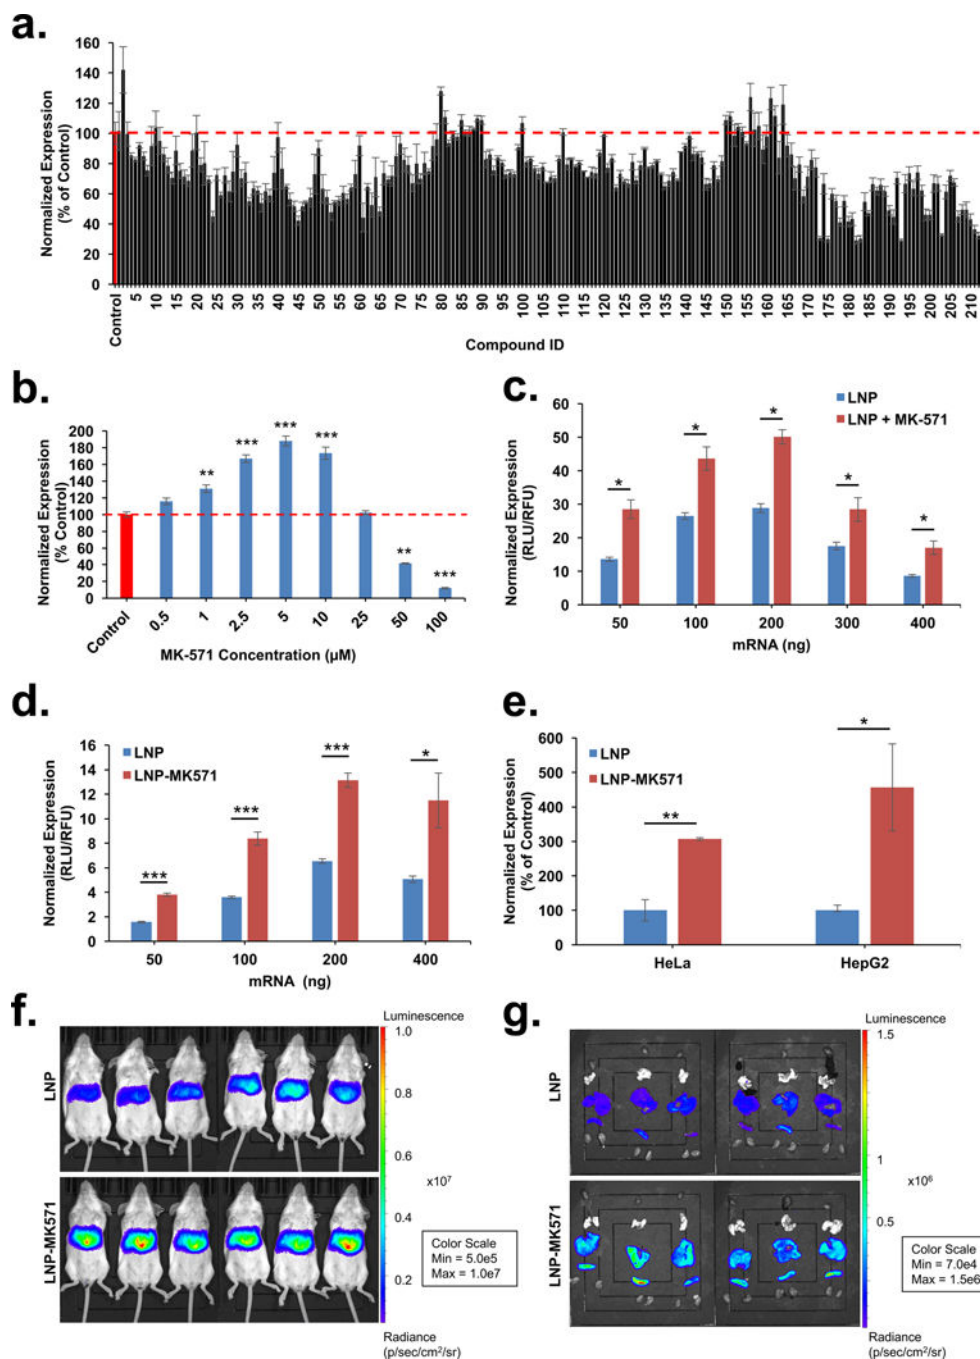 a.
Normalized Expression
(% of Control)
160
140
120
100
80
60
40
20
0
Control
5
10
15
20
25
30
35
40
45
50
55
60
65
70
75
80
85
90
95
100
105
110
115
120
125
130
135
140
145
150
155
160
165
170
175
180
185
190
195
200
205
210
Compound ID
b.
Normalized Expression
(% Control)
200
180
160
140
120
100
80
60
40
20
0
**
***
***
***
**
***
Control
0.5
1
2.5
5
10
25
50
100
MK-571 Concentration (µM)
c.
LNP
LNP + MK-571
Normalized Expression
(RLU/RFU)
60
50
40
30
20
10
0
*
*
*
*
*
50
100
200
300
400
mRNA (ng)
d.
LNP
LNP-MK571
Normalized Expression
(RLU/RFU)
16
14
12
10
8
6
4
2
0
***
***
***
*
50
100
200
400
mRNA (ng)
e.
LNP
LNP-MK571
Normalized Expression
(% of Control)
600
500
400
300
200
100
0
**
*
HeLa
HepG2
f.
LNP
LNP-MK571
Luminescence
1.0
0.8
0.6
x10⁷
0.4
0.2
Color Scale
Min = 5.0e5
Max = 1.0e7
Radiance
(p/sec/cm²/sr)
g.
LNP
LNP-MK571
Luminescence
1.5
1
x10⁶
0.5
Color Scale
Min = 7.0e4
Max = 1.5e6
Radiance
(p/sec/cm²/sr)